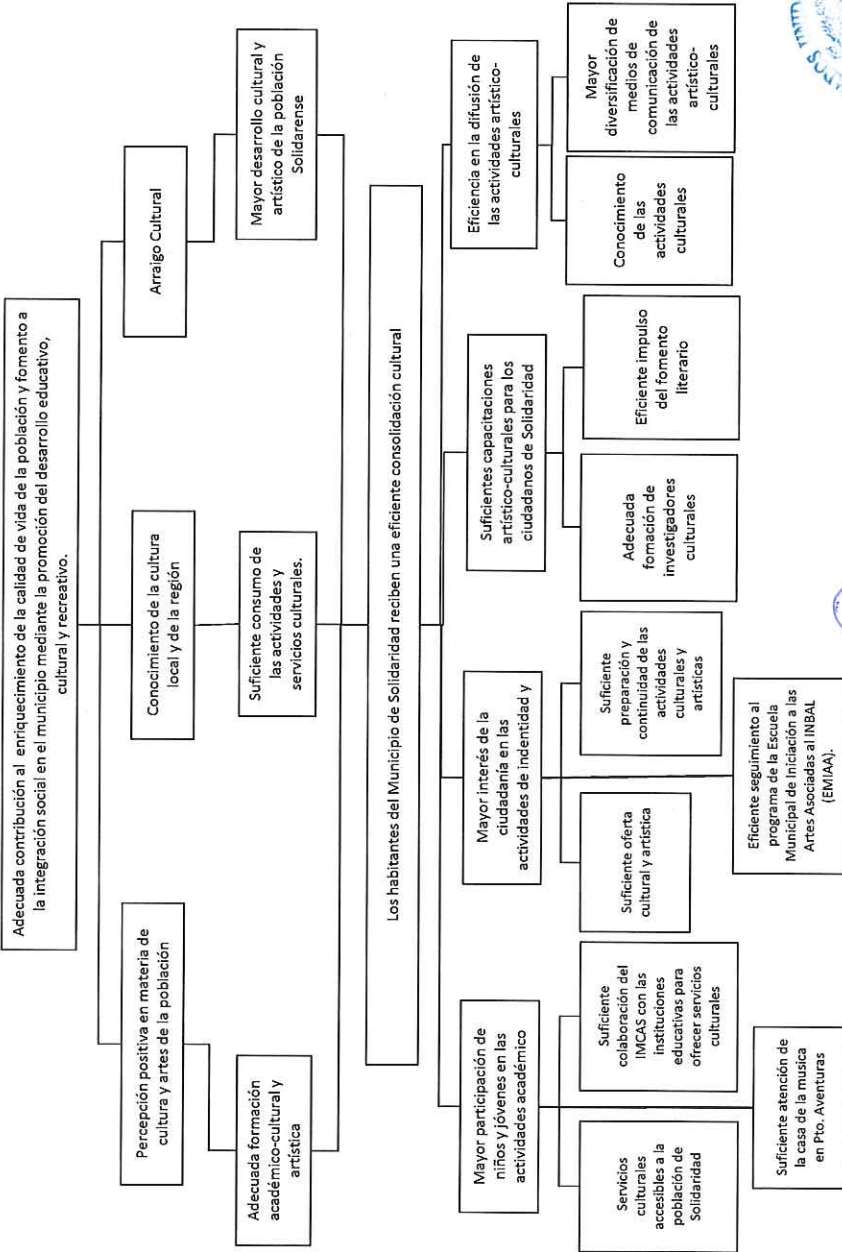 Adecuada contribución al enriquecimiento de la calidad de vida de la población y fomento a
la integración social en el municipio mediante la promoción del desarrollo educativo,
cultural y recreativo.
Percepción positiva en materia de
cultura y artes de la población
Conocimiento de la cultura
local y de la región
Arraigo Cultural
Adecuada formación
académico-cultural y
artística
Suficiente consumo de
las actividades y
servicios culturales.
Mayor desarrollo cultural y
artístico de la población
Solidarense
Los habitantes del Municipio de Solidaridad reciben una eficiente consolidación cultural
Mayor participación de
niños y jóvenes en las
actividades académico
Mayor interés de la
ciudadanía en las
actividades de indentidad y
Suficientes capacitaciones
artístico-culturales para los
ciudadanos de Solidaridad
Eficiencia en la difusión de
las actividades artístico-
culturales
Servicios
culturales
accesibles a la
población de
Solidaridad
Suficiente
colaboración del
IMCAS con las
instituciones
educativas para
ofrecer servicios
culturales
Suficiente oferta
cultural y artística
Suficiente
preparación y
continuidad de las
actividades
culturales y
artísticas
Adecuada
fomación de
investigadores
culturales
Eficiente impulso
del fomento
literario
Conocimiento
de las
actividades
culturales
Mayor
diversificación de
medios de
comunicación de
las actividades
artístico-
culturales
Suficiente atención de
la casa de la musica
en Pto. Aventuras
Eficiente seguimiento al
programa de la Escuela
Municipal de Iniciación a las
Artes Asociadas al INBAL
(EMIAA).